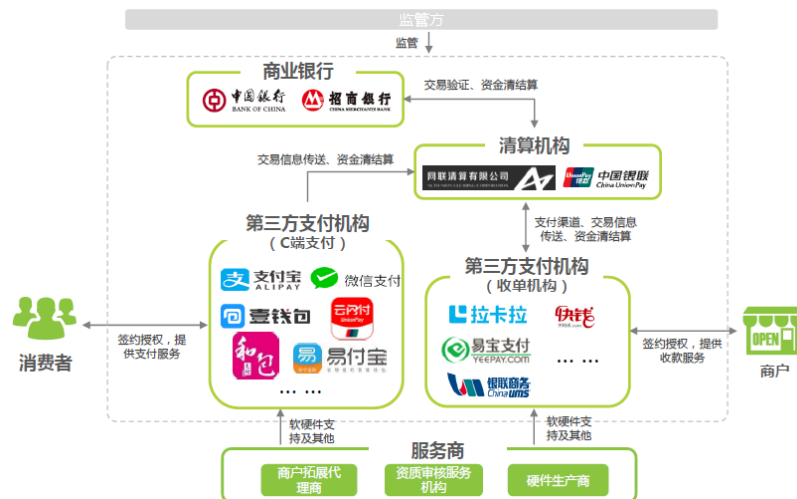 监管方
监管
商业银行
中国银行
BANK OF CHINA
招商银行
CHINA MERCHANTS BANK
交易验证、资金清结算
清算机构
网联清算有限公司
UnionPay
银联
中国银联
China UnionPay
交易信息传送、资金清结算
支付渠道、交易信息
传送、资金清结算
第三方支付机构
（C端支付）
支付宝
ALIPAY
微信支付
壹钱包
云闪付
UnionPay
和包
易付宝
... ...
第三方支付机构
（收单机构）
拉卡拉
快钱
99bill.com
易宝支付
YEEPAY.COM
... ...
银联商务
China ums
消费者
签约授权，提
供支付服务
签约授权，提供
收款服务
OPEN
商户
软硬件支
持及其他
软硬件支
持及其他
服务商
商户拓展代
理商
资质审核服务
机构
硬件生产商